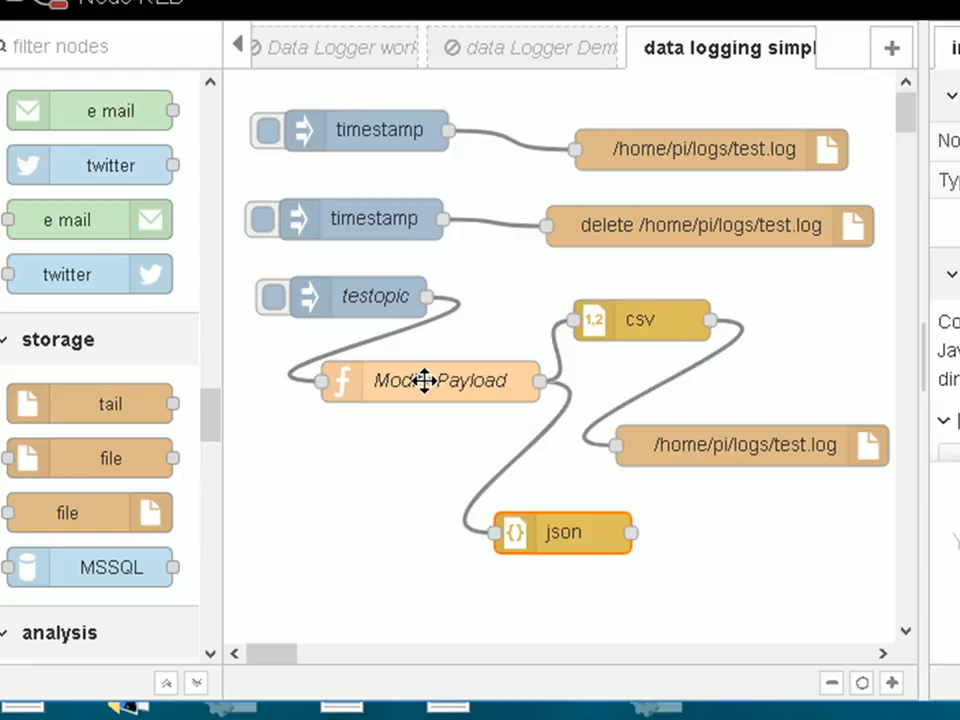 Node-RED
filter nodes
Data Logger work
data Logger Dem
data logging simpl
+
e mail
twitter
e mail
twitter
storage
tail
file
file
MSSQL
analysis
timestamp
/home/pi/logs/test.log
timestamp
delete /home/pi/logs/test.log
testopic
1,2
csv
Payload
/home/pi/logs/test.log
{}
json
No
Typ
Co
Jav
dir